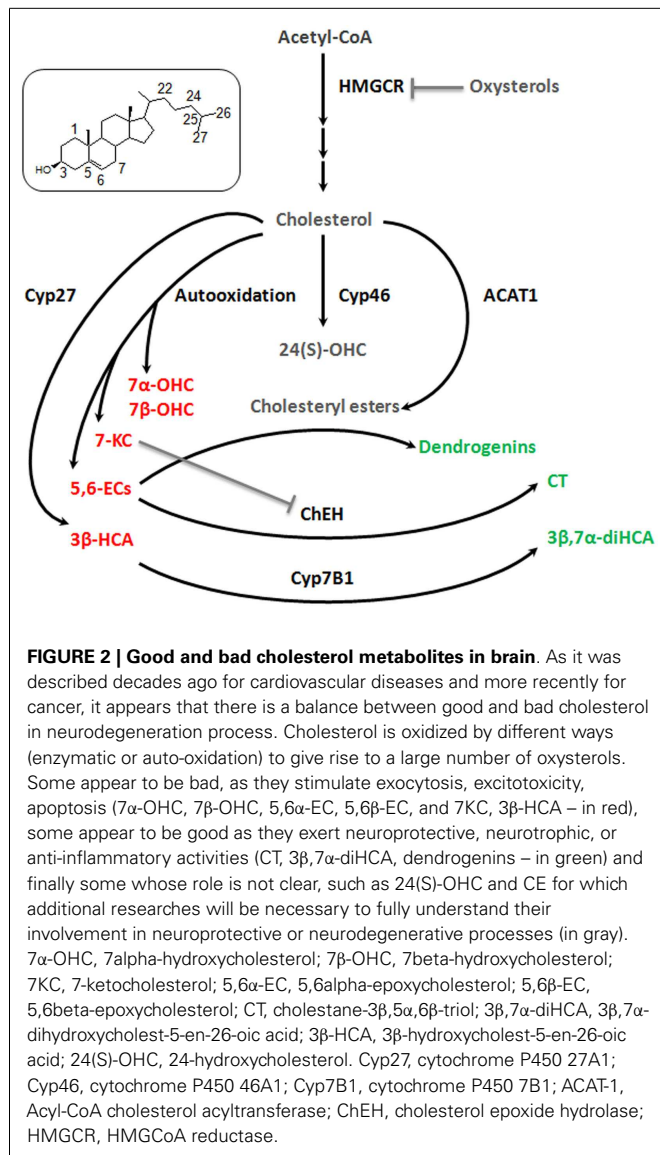 Acetyl-CoA
HMGCR
Oxysterols
22
24
26
25
27
1
HO
3
5
6
7
Cholesterol
Cyp27
Autooxidation
Cyp46
ACAT1
24(S)-OHC
7α-OHC
7β-OHC
Cholesteryl esters
7-KC
Dendrogenins
5,6-ECs
CT
ChEH
3β-HCA
3β,7α-diHCA
Cyp7B1
FIGURE 2 | Good and bad cholesterol metabolites in brain. As it was
described decades ago for cardiovascular diseases and more recently for
cancer, it appears that there is a balance between good and bad cholesterol
in neurodegeneration process. Cholesterol is oxidized by different ways
(enzymatic or auto-oxidation) to give rise to a large number of oxysterols.
Some appear to be bad, as they stimulate exocytosis, excitotoxicity,
apoptosis (7α-OHC, 7β-OHC, 5,6α-EC, 5,6β-EC, and 7KC, 3β-HCA – in red),
some appear to be good as they exert neuroprotective, neurotrophic, or
anti-inflammatory activities (CT, 3β,7α-diHCA, dendrogenins – in green) and
finally some whose role is not clear, such as 24(S)-OHC and CE for which
additional researches will be necessary to fully understand their
involvement in neuroprotective or neurodegenerative processes (in gray).
7α-OHC, 7alpha-hydroxycholesterol; 7β-OHC, 7beta-hydroxycholesterol;
7KC, 7-ketocholesterol; 5,6α-EC, 5,6alpha-epoxycholesterol; 5,6β-EC,
5,6beta-epoxycholesterol; CT, cholestane-3β,5α,6β-triol; 3β,7α-diHCA, 3β,7α-
dihydroxycholest-5-en-26-oic acid; 3β-HCA, 3β-hydroxycholest-5-en-26-oic
acid; 24(S)-OHC, 24-hydroxycholesterol. Cyp27, cytochrome P450 27A1;
Cyp46, cytochrome P450 46A1; Cyp7B1, cytochrome P450 7B1; ACAT-1,
Acyl-CoA cholesterol acyltransferase; ChEH, cholesterol epoxide hydrolase;
HMGCR, HMGCoA reductase.